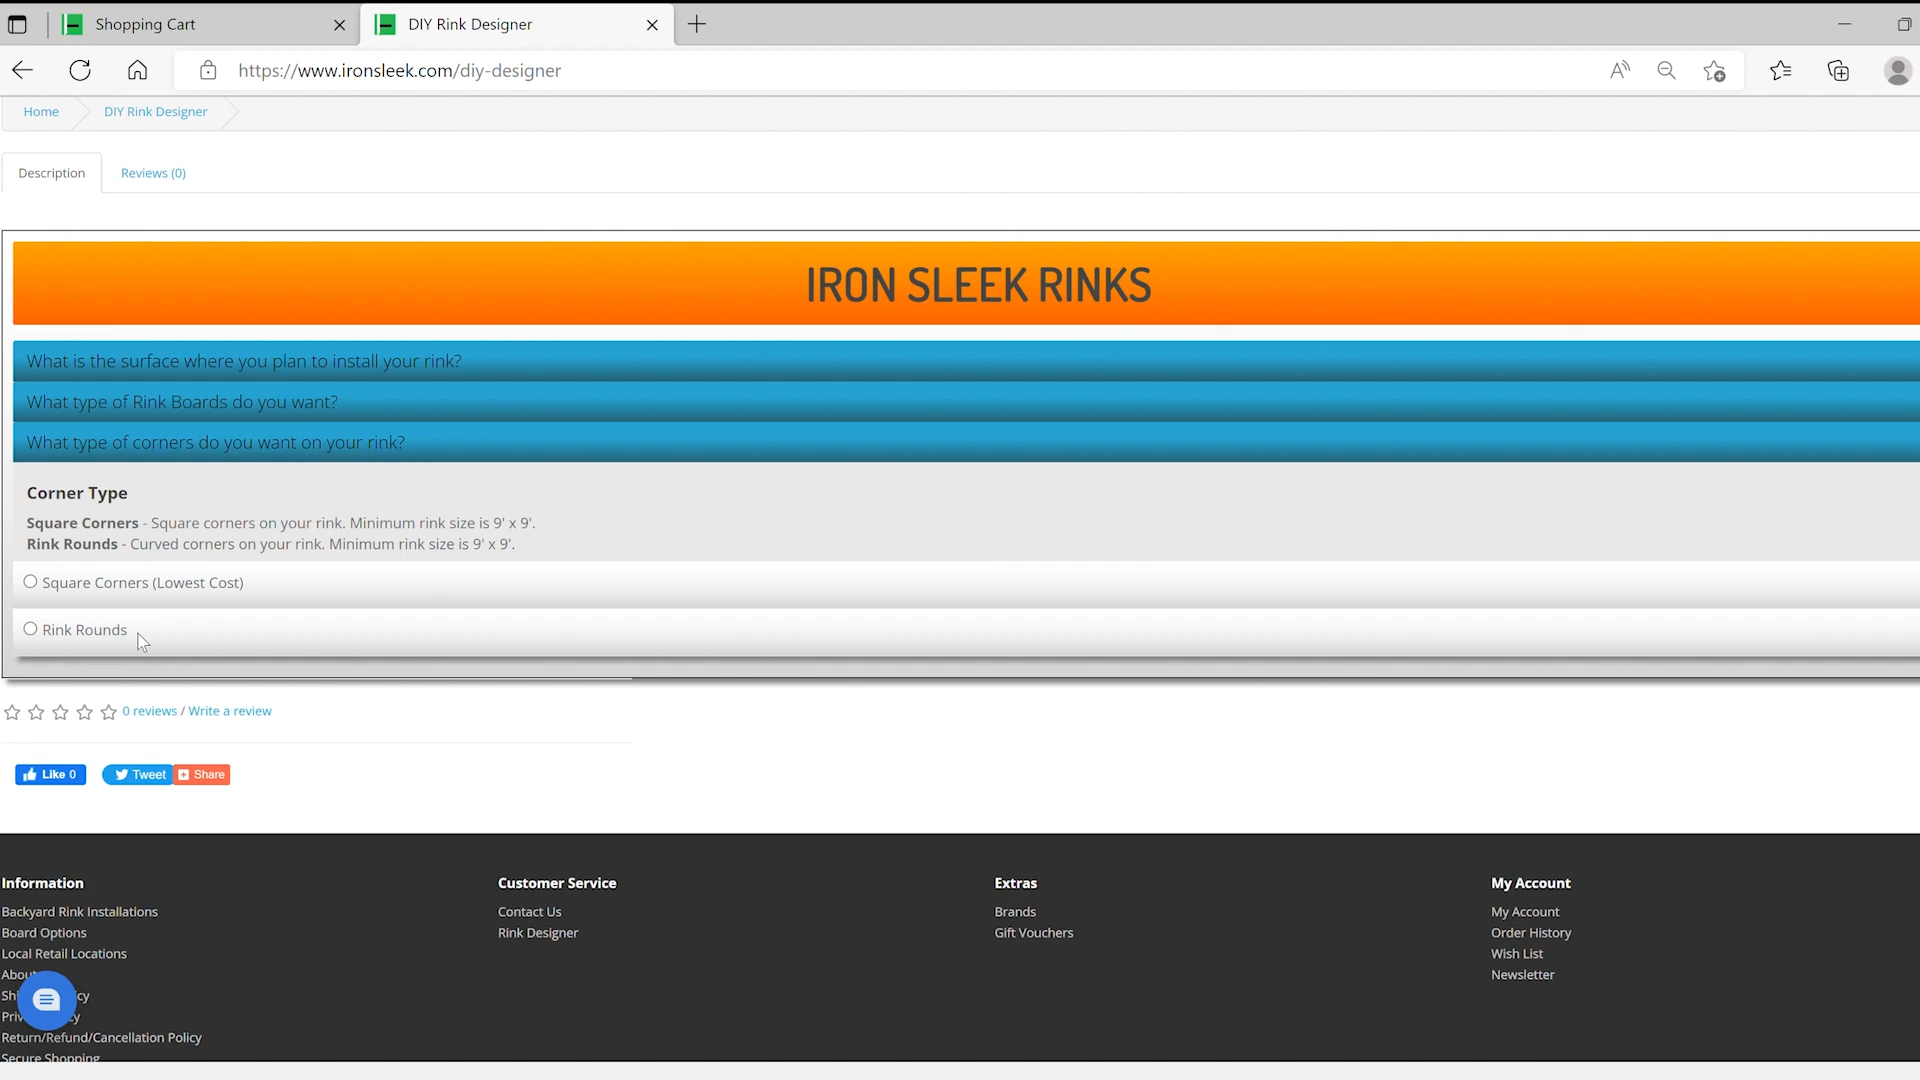 Shopping Cart
DIY Rink Designer
https://www.ironsleek.com/diy-designer
Home
DIY Rink Designer
Description
Reviews (0)
IRON SLEEK RINKS
What is the surface where you plan to install your rink?
What type of Rink Boards do you want?
What type of corners do you want on your rink?
Corner Type
Square Corners - Square corners on your rink. Minimum rink size is 9' x 9'.
Rink Rounds - Curved corners on your rink. Minimum rink size is 9' x 9'.
Square Corners (Lowest Cost)
Rink Rounds
0 reviews / Write a review
Like 0
Tweet
Share
Information
Backyard Rink Installations
Board Options
Local Retail Locations
Return/Refund/Cancellation Policy
Secure Shopping
Customer Service
Contact Us
Rink Designer
Extras
Brands
Gift Vouchers
My Account
My Account
Order History
Wish List
Newsletter